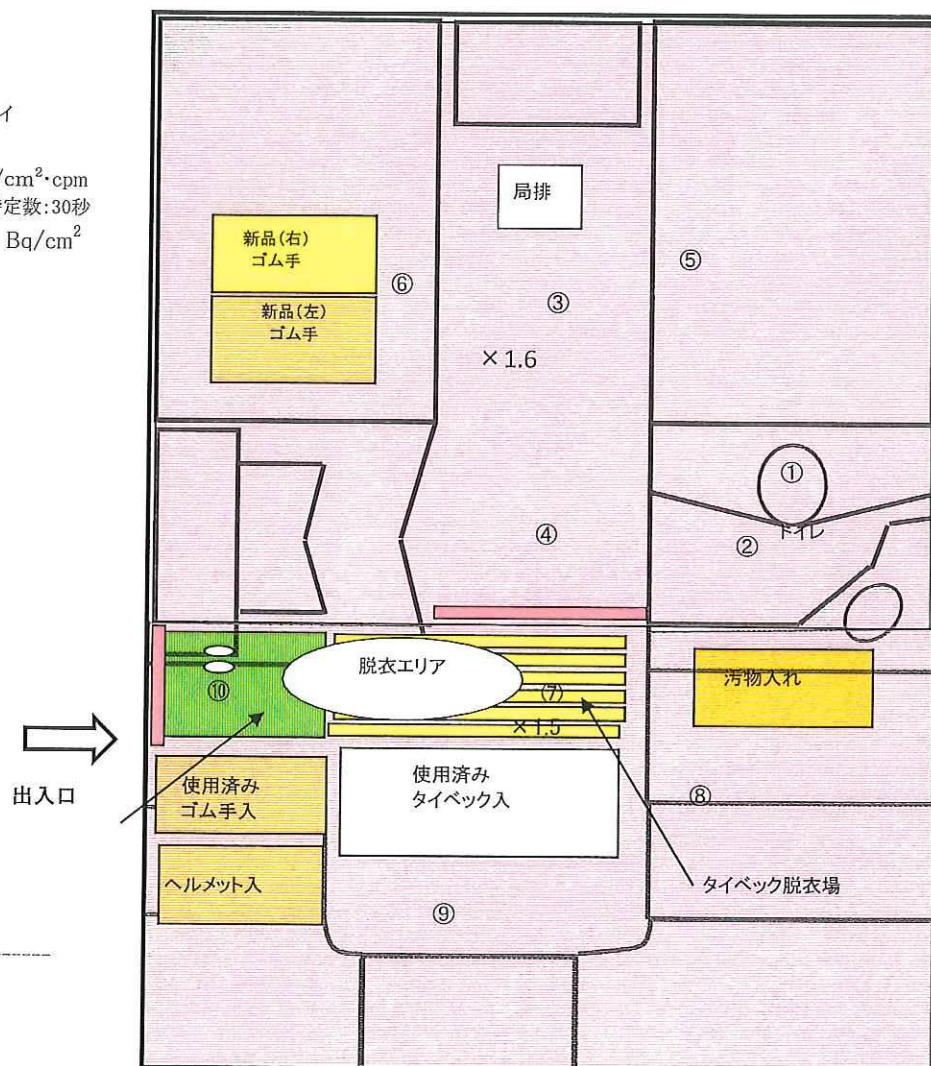 イ
/cm²・cpm
定数:30秒
Bq/cm²
局排
新品(右)
ゴム手
新品(左)
ゴム手
⑥
③
⑤
×1.6
①
④
②
トイレ
脱衣エリア
⑩
⑦
×1.5
汚物入れ
出入口
使用済み
ゴム手入
使用済み
タイベック入
⑧
ヘルメット入
タイベック脱衣場
⑨